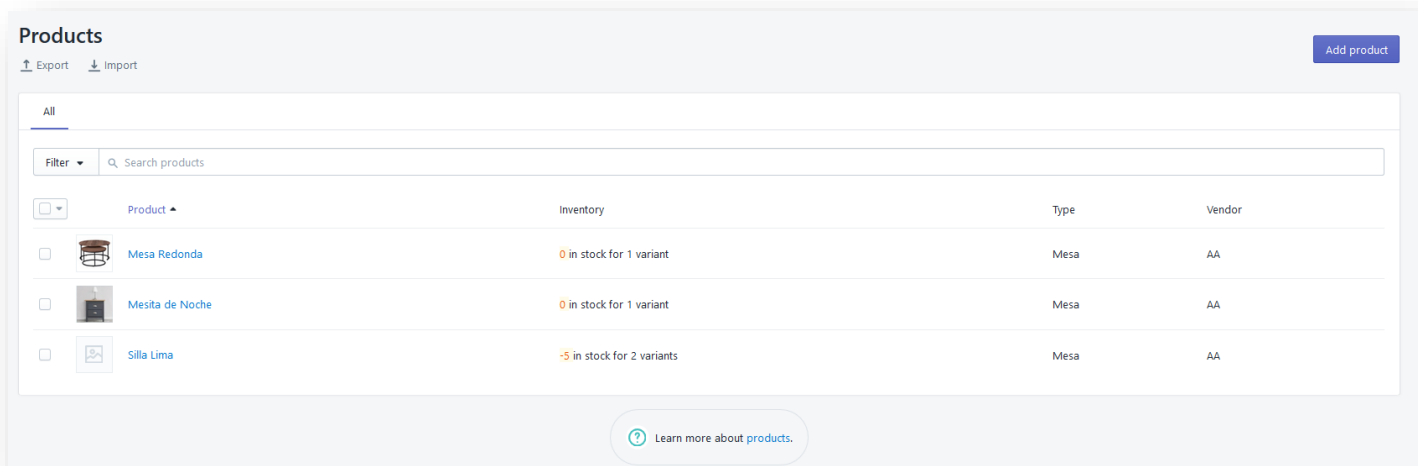 Products
Export Import
Add product
All
Filter Search products
Product Inventory Type Vendor
Mesa Redonda 0 in stock for 1 variant Mesa AA
Mesita de Noche 0 in stock for 1 variant Mesa AA
Silla Lima -5 in stock for 2 variants Mesa AA
Learn more about products.